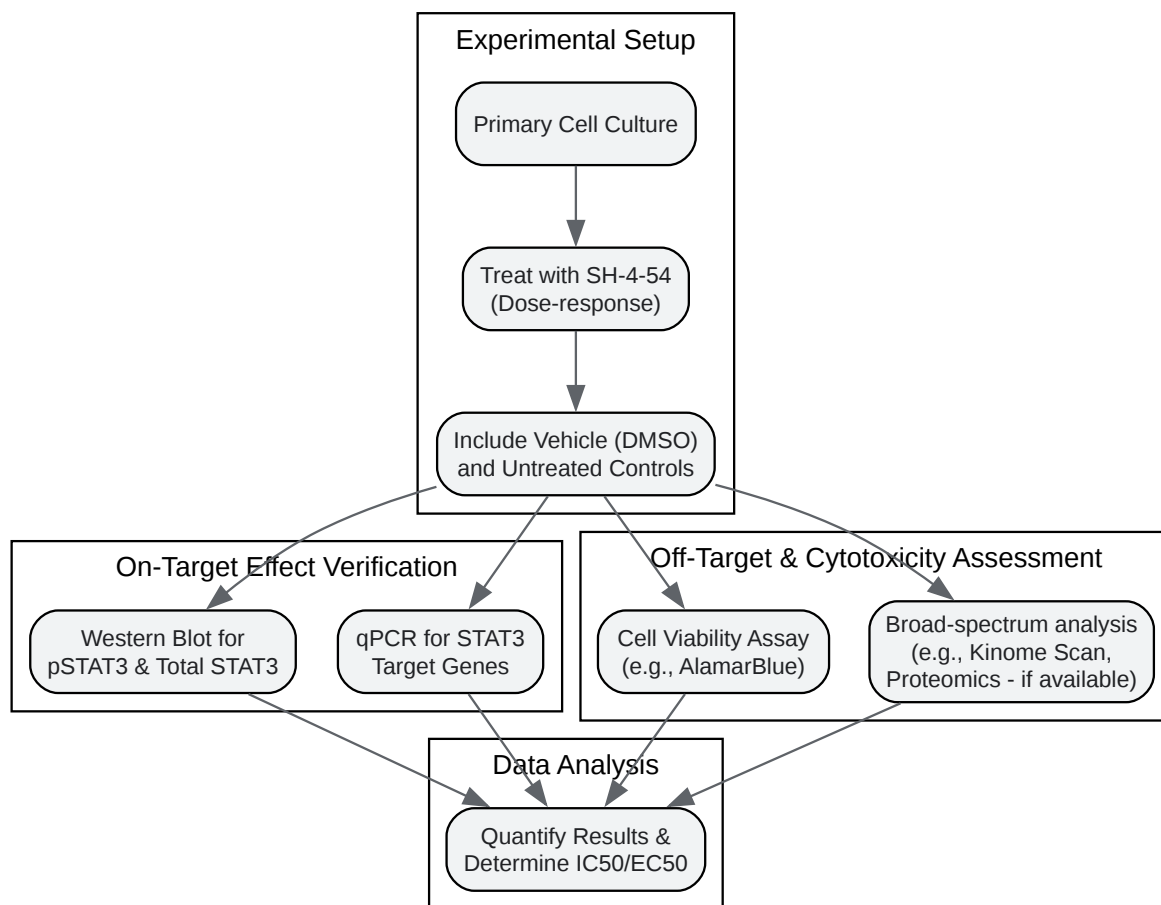 Experimental Setup
Primary Cell Culture
Treat with SH-4-54
(Dose-response)
Include Vehicle (DMSO)
and Untreated Controls
On-Target Effect Verification
Western Blot for
pSTAT3 & Total STAT3
qPCR for STAT3
Target Genes
Off-Target & Cytotoxicity Assessment
Cell Viability Assay
(e.g., AlamarBlue)
Broad-spectrum analysis
(e.g., Kinome Scan,
Proteomics - if available)
Data Analysis
Quantify Results &
Determine IC50/EC50